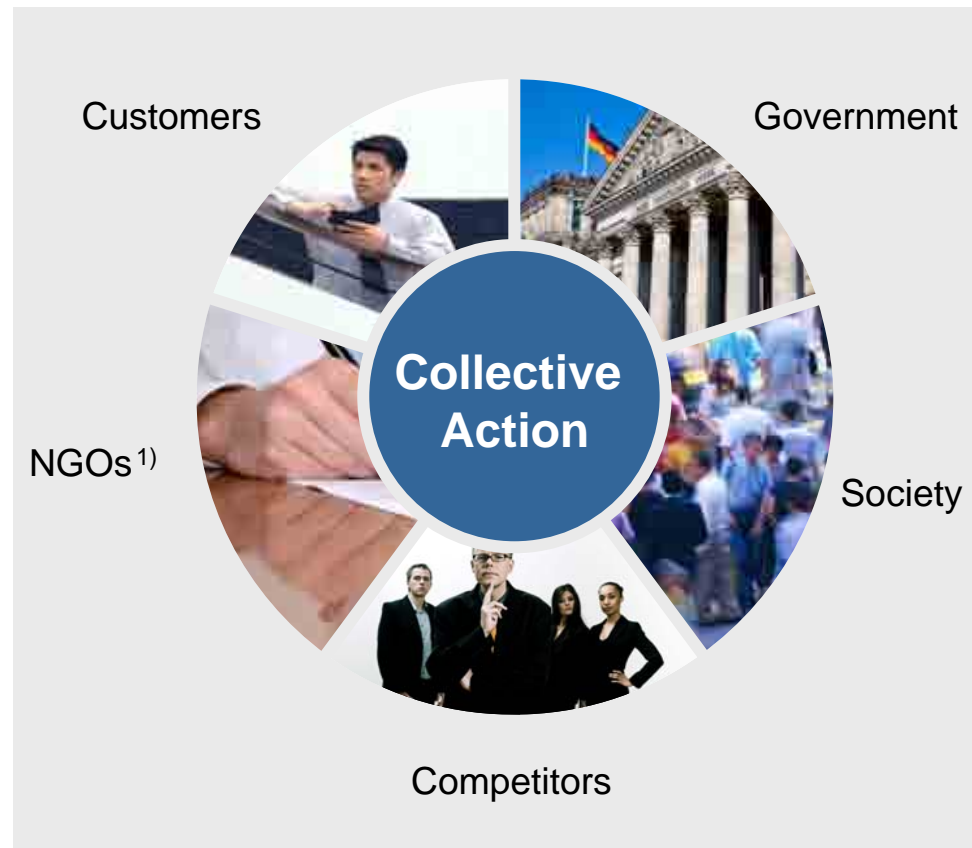 Customers
Government
Collective
Action
NGOs 1)
Society
Competitors